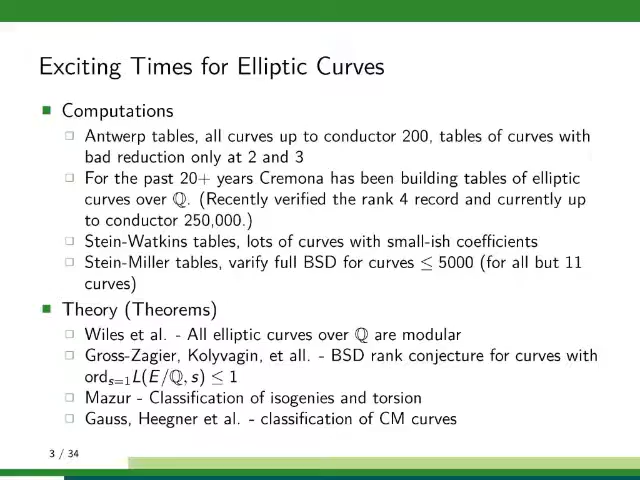 Exciting Times for Elliptic Curves
Computations
Antwerp tables, all curves up to conductor 200, tables of curves with
bad reduction only at 2 and 3
For the past 20+ years Cremona has been building tables of elliptic
curves over ℚ. (Recently verified the rank 4 record and currently up
to conductor 250,000.)
Stein-Watkins tables, lots of curves with small-ish coefficients
Stein-Miller tables, varify full BSD for curves ≤ 5000 (for all but 11
curves)
Theory (Theorems)
Wiles et al. - All elliptic curves over ℚ are modular
Gross-Zagier, Kolyvagin, et all. - BSD rank conjecture for curves with
ordₛ₌₁L(E/ℚ, s) ≤ 1
Mazur - Classification of isogenies and torsion
Gauss, Heegner et al. - classification of CM curves
3 / 34